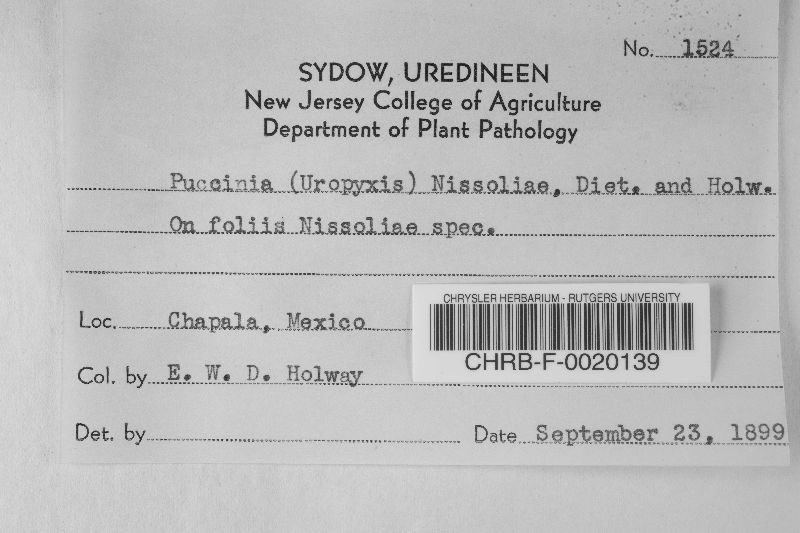 No. 1524
SYDOW, UREDINEEN
New Jersey College of Agriculture
Department of Plant Pathology
Puccinia (Uropyxis) Nissoliae, Diet. and Holw.
On foliis Nissoliae spec.
CHRYSLER HERBARIUM - RUTGERS UNIVERSITY
Loc. Chapala, Mexico
CHRB-F-0020139
Col. by E. W. D. Holway
Det. by
Date September 23, 1899